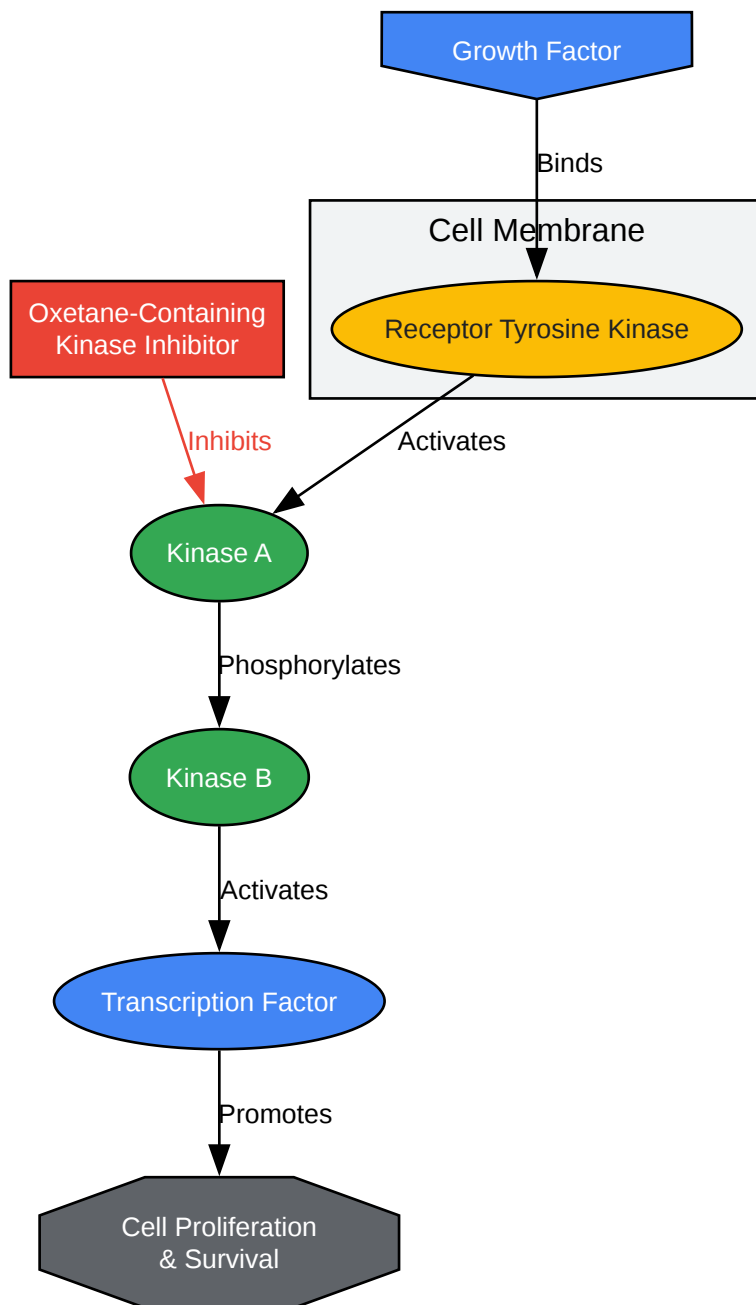 Growth Factor
Binds
Cell Membrane
Oxetane-Containing
Kinase Inhibitor
Receptor Tyrosine Kinase
Inhibits
Activates
Kinase A
Phosphorylates
Kinase B
Activates
Transcription Factor
Promotes
Cell Proliferation
& Survival